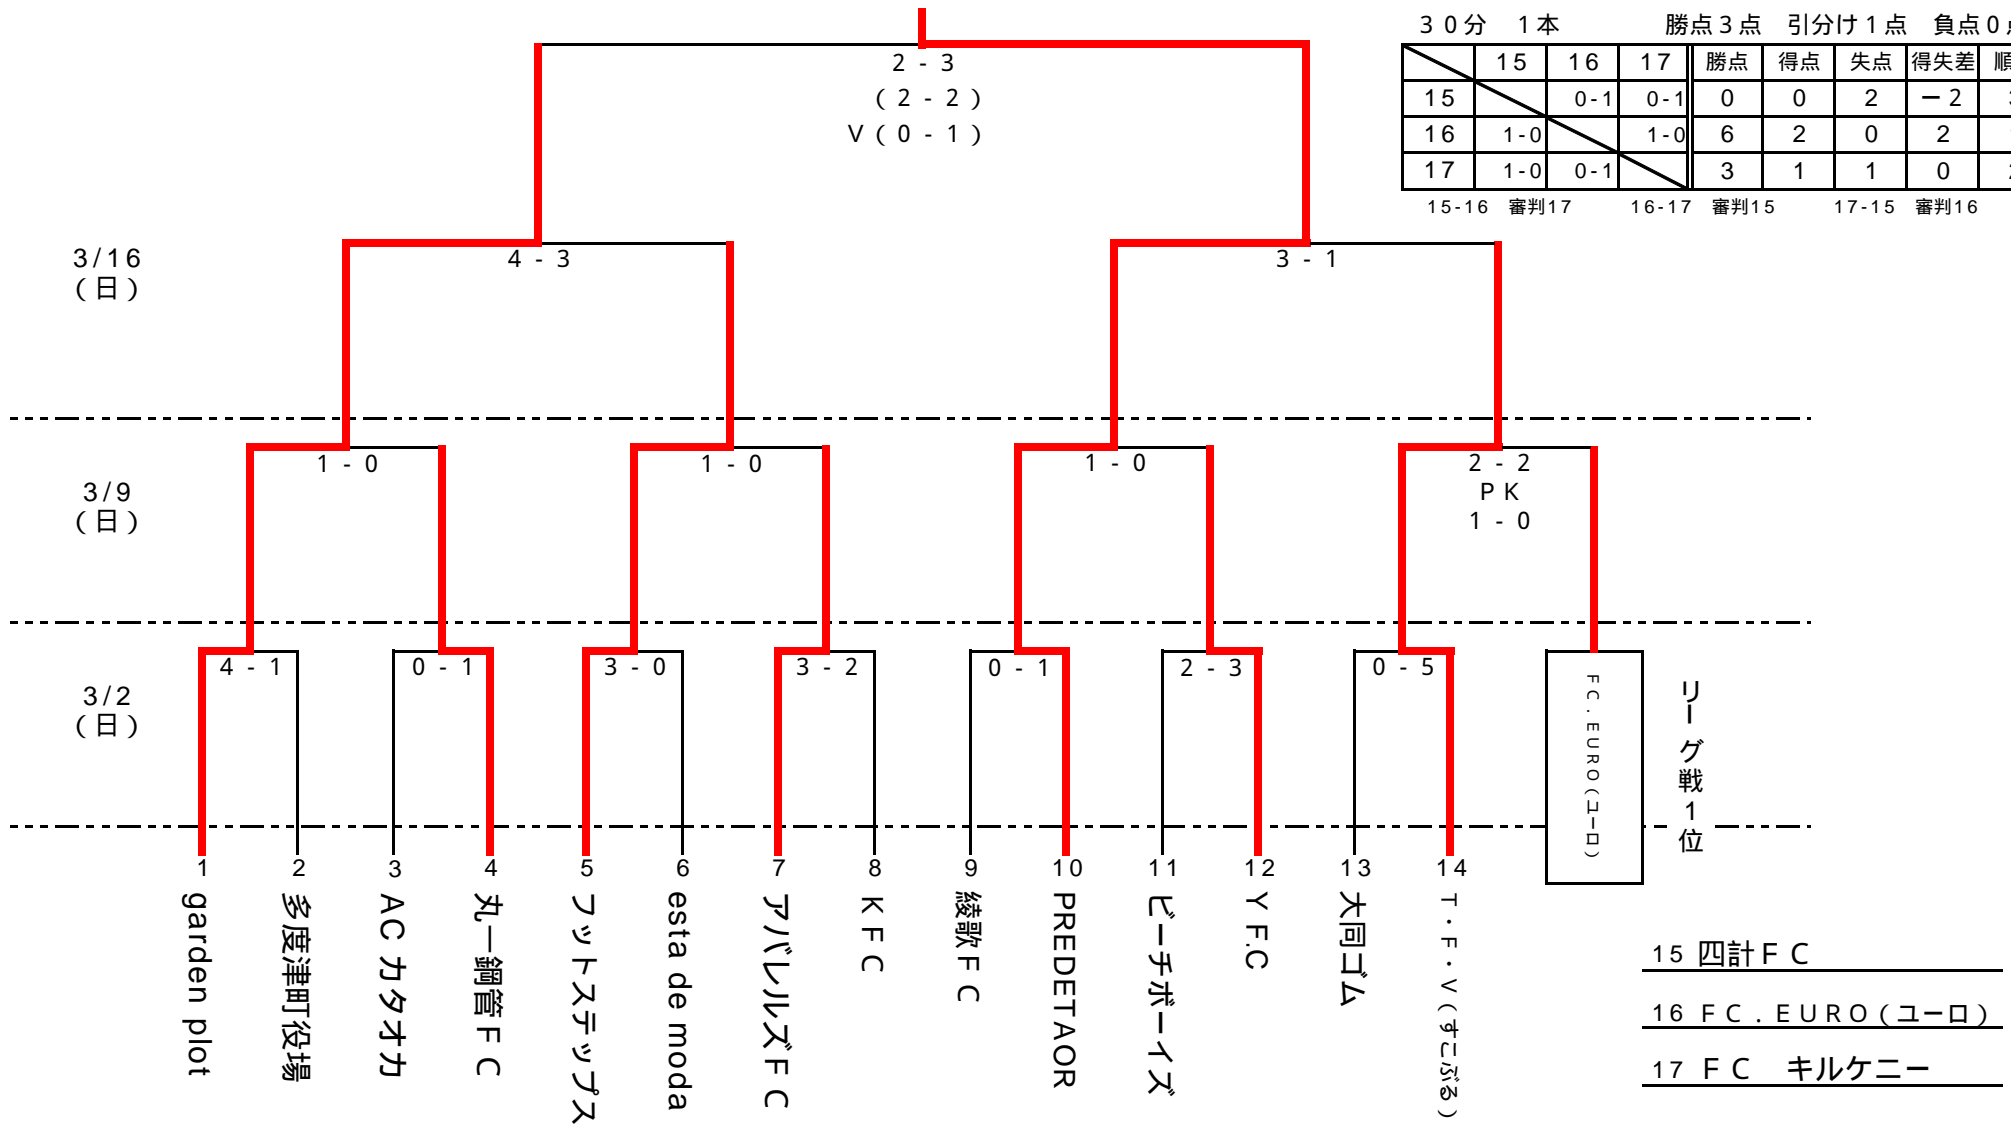 30分 1本 勝点3点 引分け1点 負点0
15 16 17 勝点 得点 失点 得失差
15 0-1 0-1 0 0 2 ー2
16 1-0 1-0 6 2 0 2
17 1-0 0-1 3 1 1 0
15-16 審判17 16-17 審判15 17-15 審判16
2 - 3
(2 - 2)
V(0 - 1)
3/16
(日)
4 - 3
3 - 1
3/9
(日)
1 - 0
1 - 0
1 - 0
2 - 2
PK
1 - 0
3/2
(日)
4 - 1
0 - 1
3 - 0
3 - 2
0 - 1
2 - 3
0 - 5
FC.EURO(ユーロ)
リーグ戦1位
1 garden plot
2 多度津町役場
3 AC カタオカ
4 丸一鋼管FC
5 フットステップス
6 esta de moda
7 アバレルズFC
8 KFC
9 綾歌FC
10 PREDETAOR
11 ビーチボーイズ
12 Y F.C
13 大同ゴム
14 T・F・V(すこぶる)
15 四計FC
16 FC.EURO(ユーロ)
17 FC キルケニー